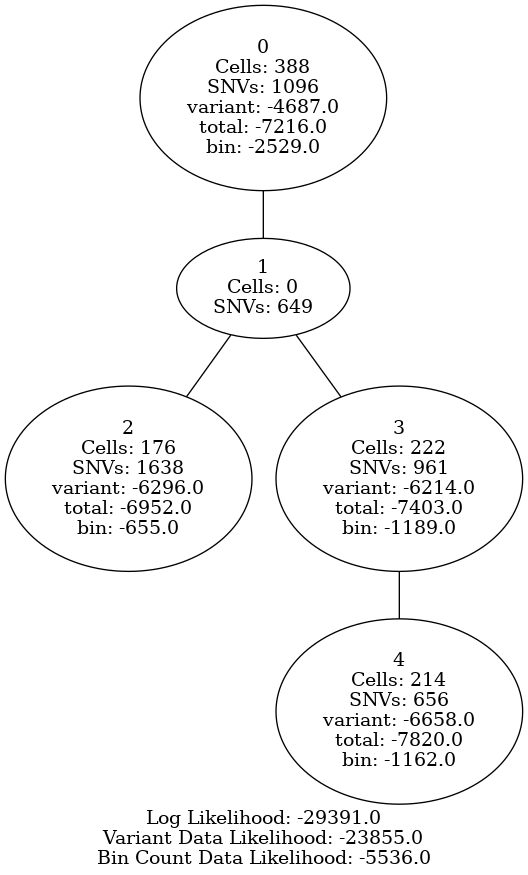 0
Cells: 388
SNVs: 1096
variant: -4687.0
total: -7216.0
bin: -2529.0
1
Cells: 0
SNVs: 649
2
Cells: 176
SNVs: 1638
variant: -6296.0
total: -6952.0
bin: -655.0
3
Cells: 222
SNVs: 961
variant: -6214.0
total: -7403.0
bin: -1189.0
4
Cells: 214
SNVs: 656
variant: -6658.0
total: -7820.0
bin: -1162.0
Log Likelihood: -29391.0
Variant Data Likelihood: -23855.0
Bin Count Data Likelihood: -5536.0